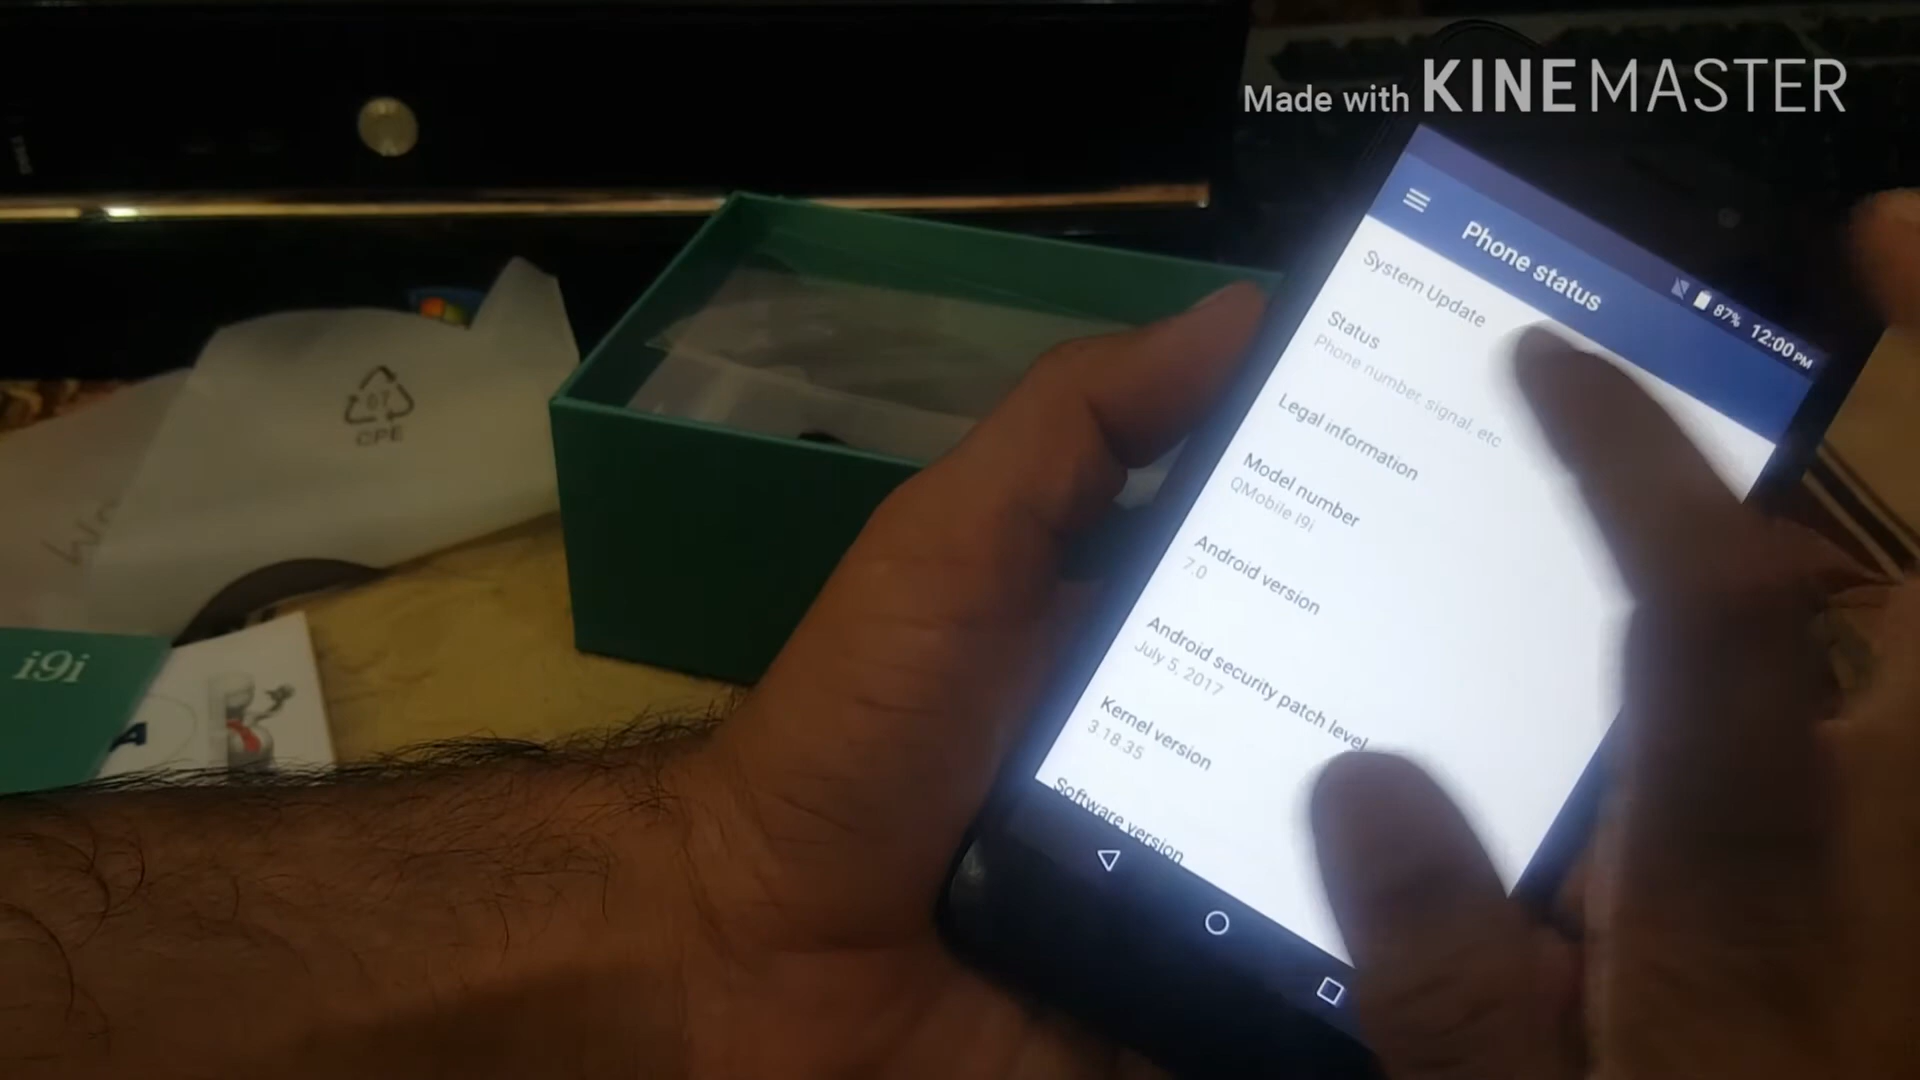 Made with KINEMASTER
Phone status
87% 12:00 PM
System Update
Status
Phone number, signal, etc
Legal information
Model number
QMobile i9i
Android version
7.0
Android security patch level
July 5, 2017
Kernel version
3.18.35
Software version
07
CPE
i9i